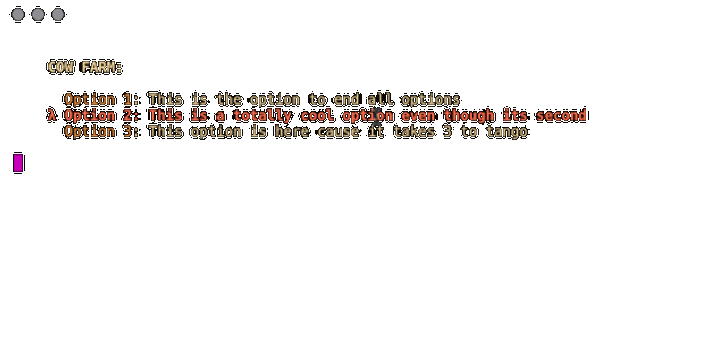 COW FARM:
Option 1: This is the option to end all options
λ Option 2: This is a totally cool option even though its second
Option 3: This option is here cause it takes 3 to tango